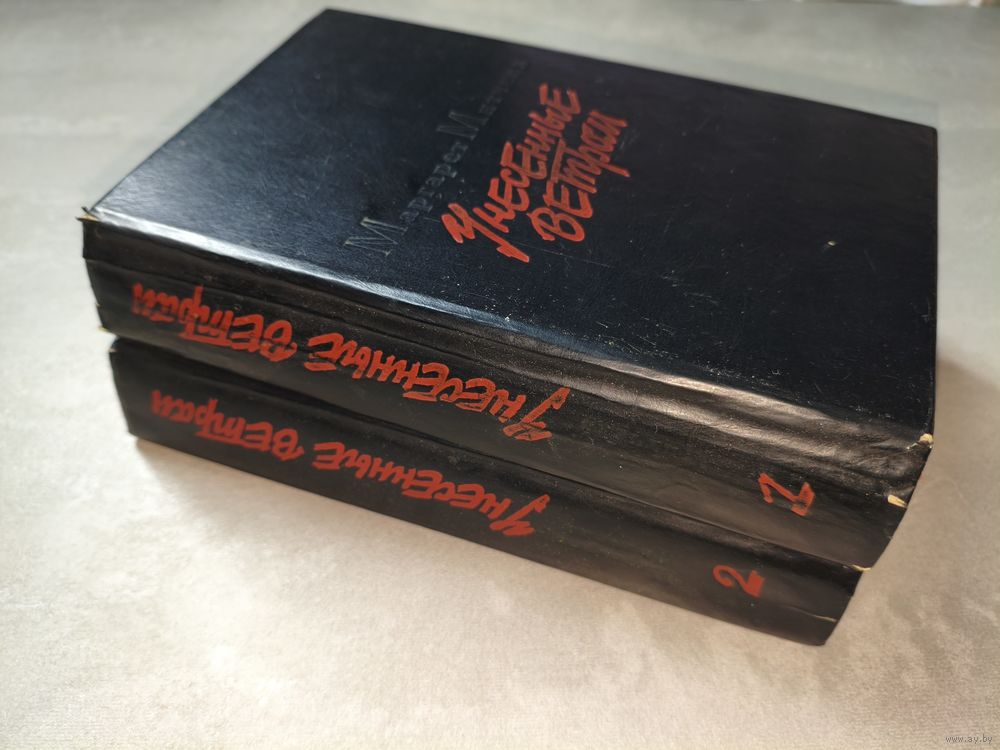 Маргарет Митчелл
Унесенные
ветром
Унесенные ветром
1
Унесенные ветром
2
www.ay.by